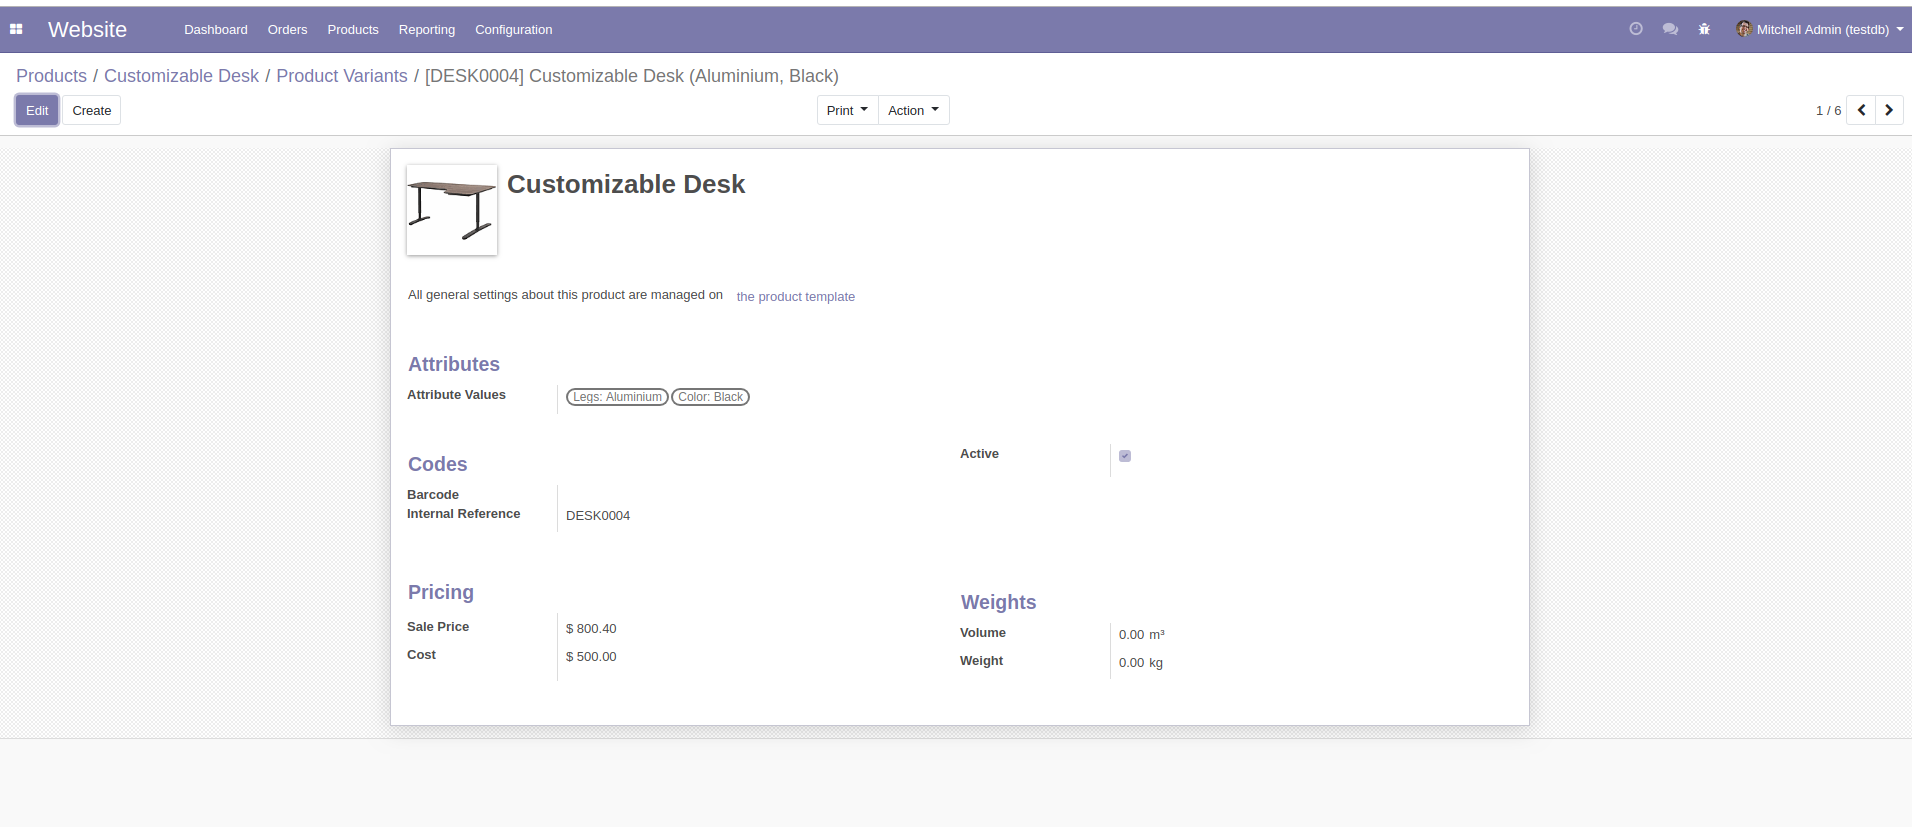 Website Dashboard Orders Products Reporting Configuration Mitchell Admin (testdb)
Products / Customizable Desk / Product Variants / [DESK0004] Customizable Desk (Aluminium, Black)
Edit Create Print Action 1 / 6
Customizable Desk
All general settings about this product are managed on the product template
Attributes
Attribute Values Legs: Aluminium Color: Black
Codes
Barcode
Internal Reference DESK0004
Active
Pricing
Sale Price $ 800.40
Cost $ 500.00
Weights
Volume 0.00 m³
Weight 0.00 kg